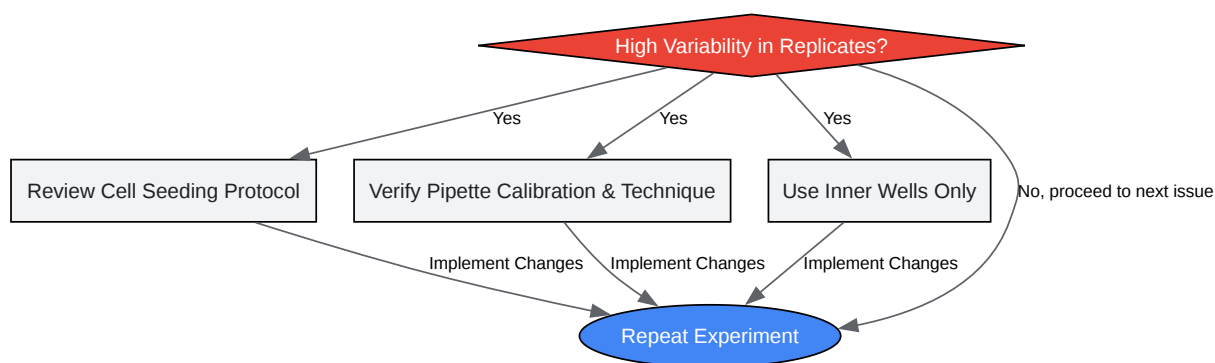 High Variability in Replicates?
Yes
Yes
Yes
Review Cell Seeding Protocol
Verify Pipette Calibration & Technique
Use Inner Wells Only
No, proceed to next issue
Implement Changes
Implement Changes
Implement Changes
Repeat Experiment